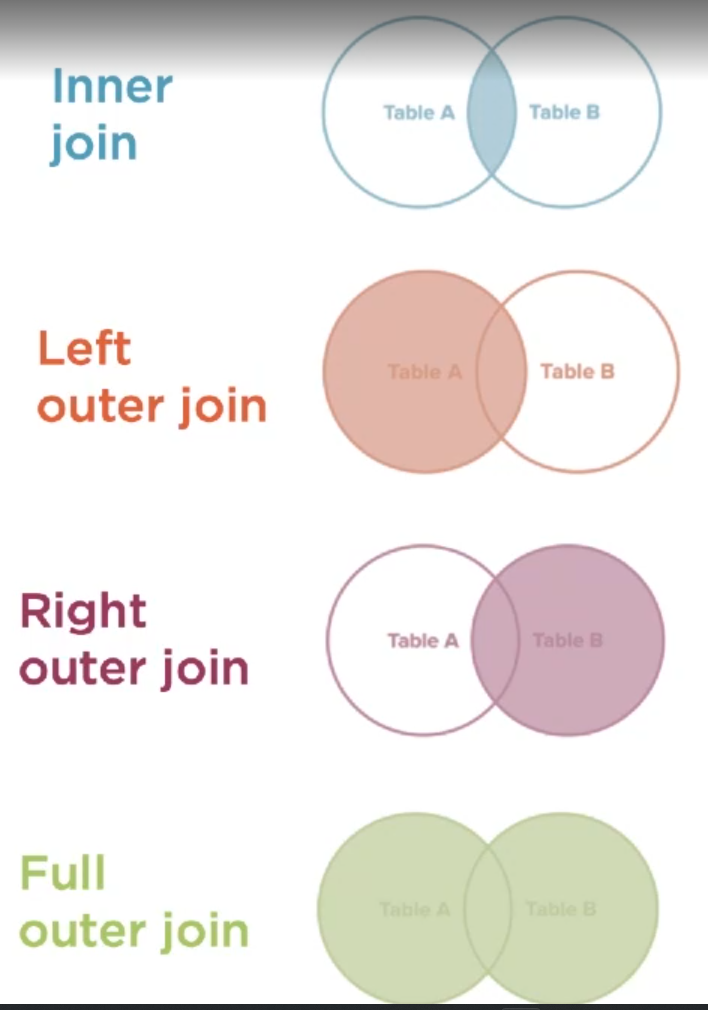 Inner
join
Table A
Table B
Left
outer join
Table A
Table B
Right
outer join
Table A
Table B
Full
outer join
Table A
Table B